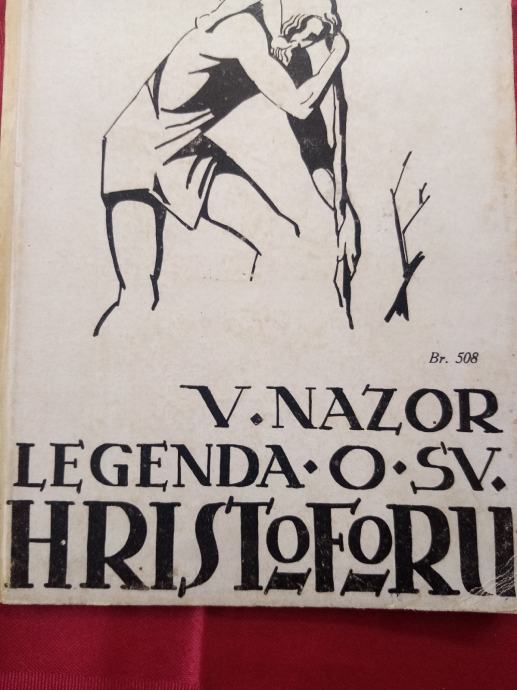 Br. 508
V. NAZOR
LEGENDA · O · SV.
HRISTOFORU